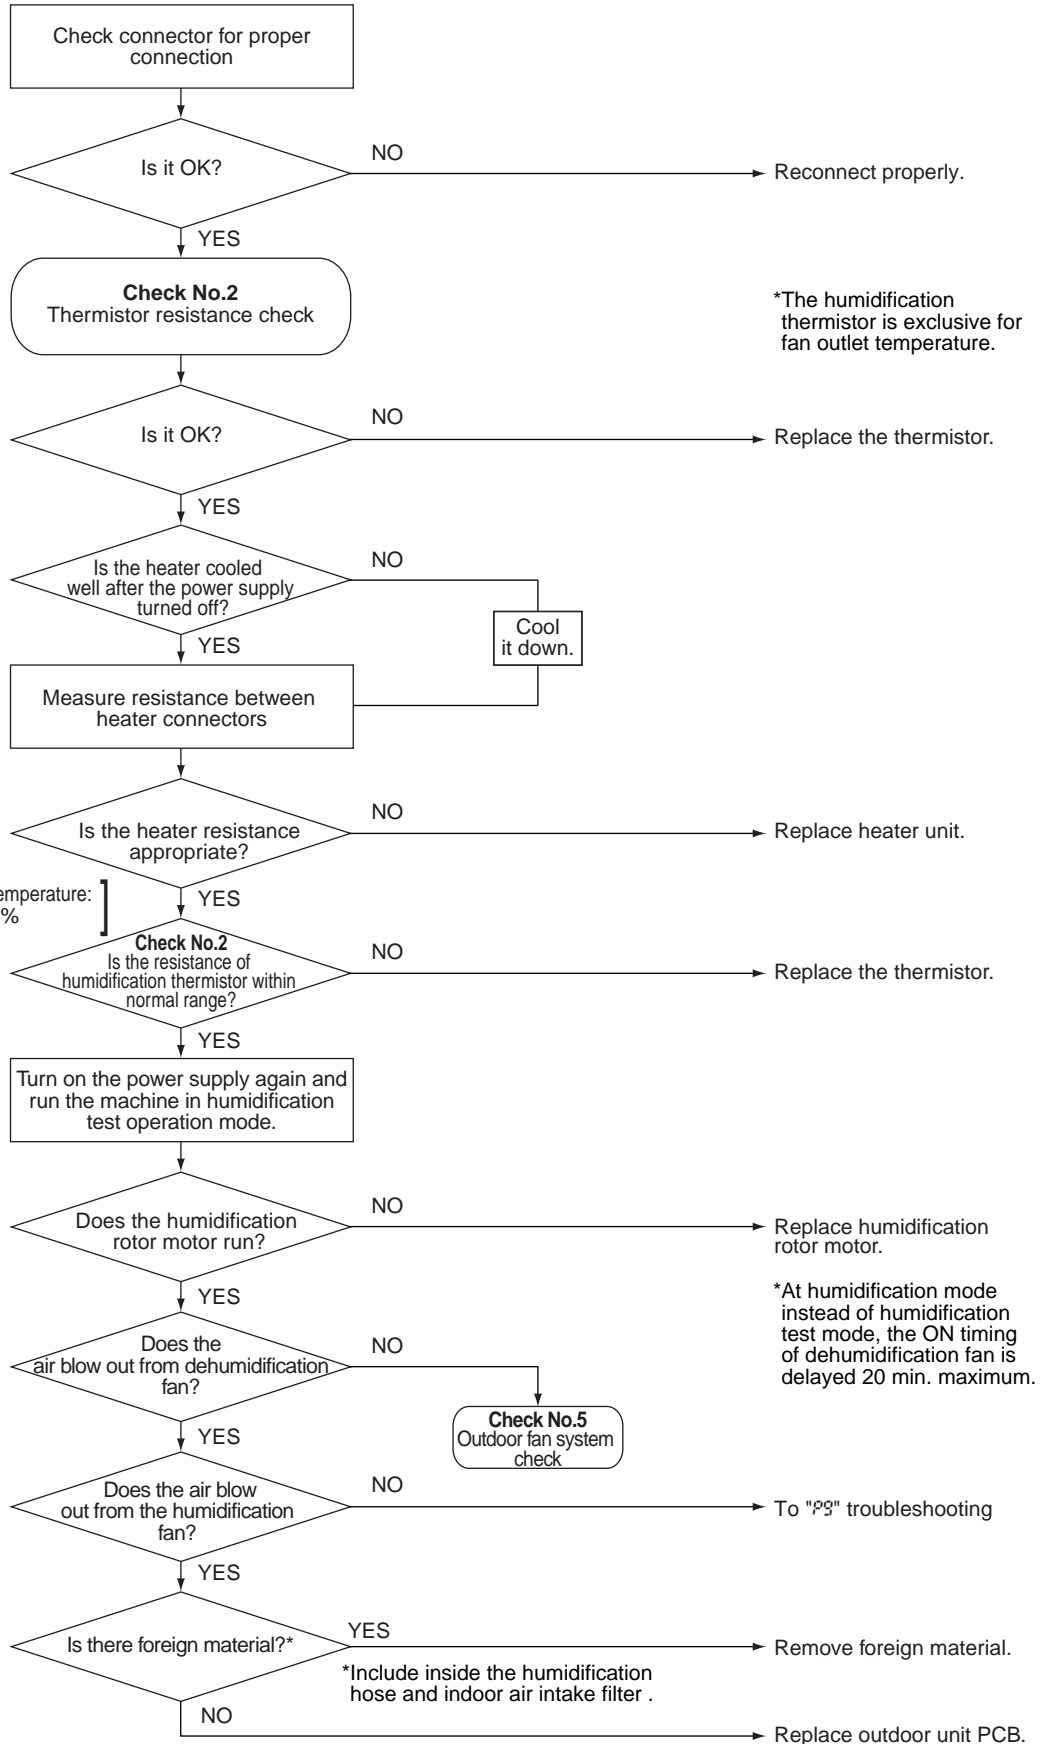 Check connector for proper
connection
Is it OK?
NO
Reconnect properly.
YES
Check No.2
Thermistor resistance check
*The humidification
thermistor is exclusive for
fan outlet temperature.
Is it OK?
NO
Replace the thermistor.
YES
Is the heater cooled
well after the power supply
turned off?
NO
Cool
it down.
YES
Measure resistance between
heater connectors
Is the heater resistance
appropriate?
NO
Replace heater unit.
emperature:
%
]
YES
Check No.2
Is the resistance of
humidification thermistor within
normal range?
NO
Replace the thermistor.
YES
Turn on the power supply again and
run the machine in humidification
test operation mode.
Does the humidification
rotor motor run?
NO
Replace humidification
rotor motor.
*At humidification mode
instead of humidification
test mode, the ON timing
of dehumidification fan is
delayed 20 min. maximum.
YES
Does the
air blow out from dehumidification
fan?
NO
Check No.5
Outdoor fan system
check
YES
Does the air blow
out from the humidification
fan?
NO
To "P9" troubleshooting
YES
Is there foreign material?*
YES
Remove foreign material.
*Include inside the humidification
hose and indoor air intake filter .
NO
Replace outdoor unit PCB.